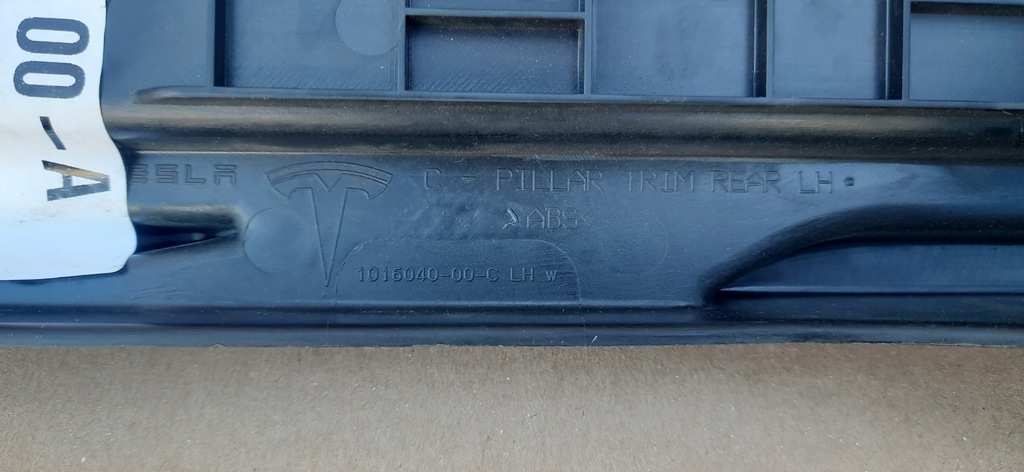 00-A
ESLA C - PILLAR TRIM REAR LH
>ABS<
1016040-00-C LH w